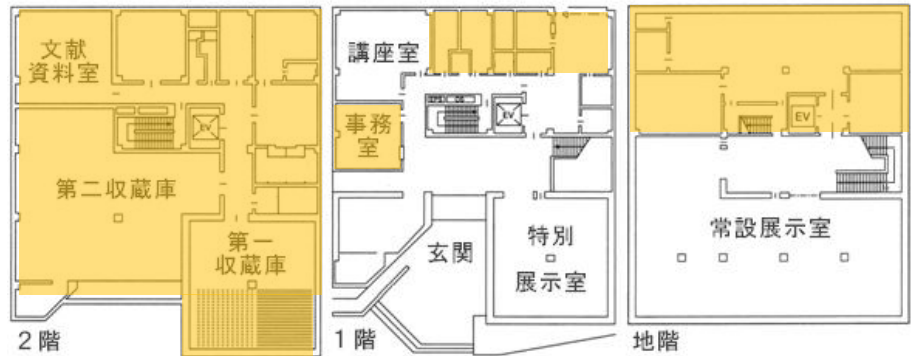 文献
資料室
EV
第二収蔵庫
第一
収蔵庫
2階
講座室
EV
事務
室
玄関
特別
展示室
1階
EV
常設展示室
地階